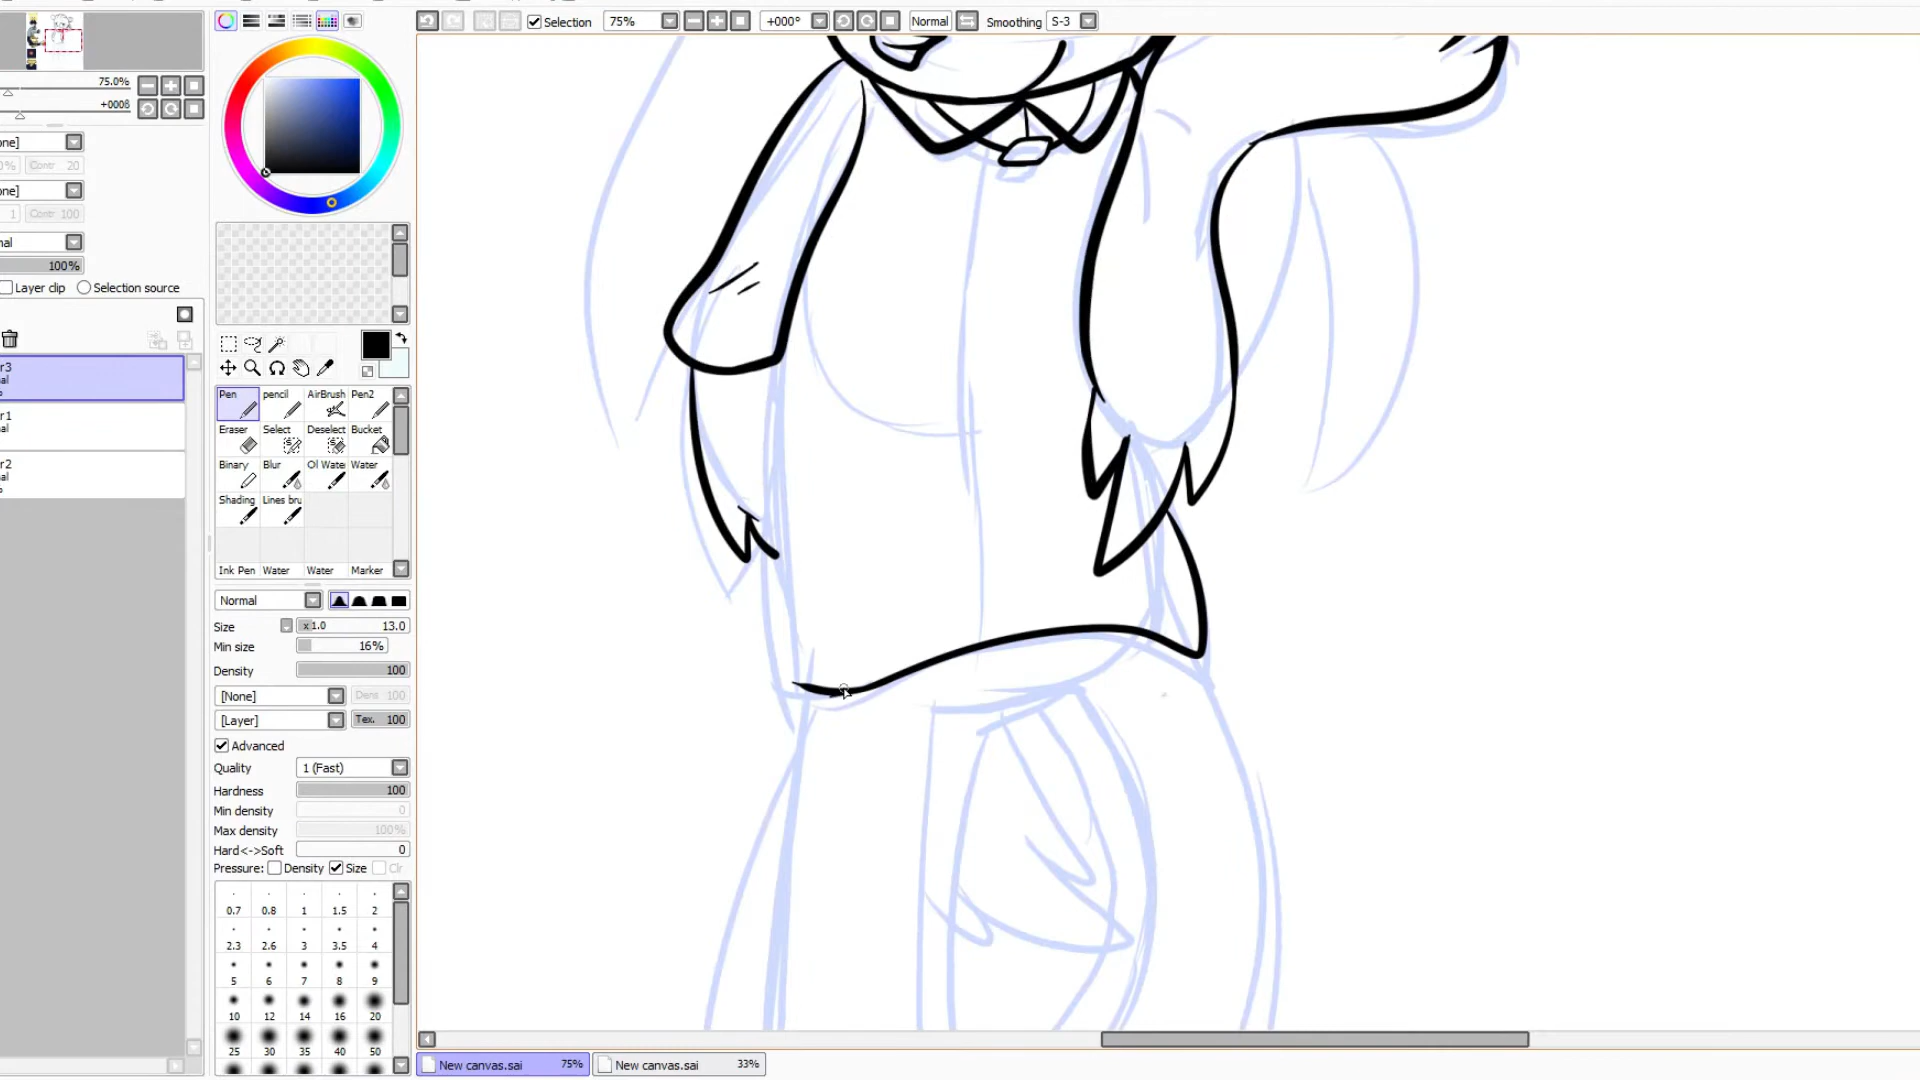 Selection 75% +000° Normal Smoothing S-3
75.0%
+0008
one]
0% Contr 20
one]
1 Contr 100
nal
100%
Layer clip Selection source
r3
al
r1
al
r2
al
Pen pencil AirBrush Pen2
Eraser Select Deselect Bucket
Binary Blur Ol Wate Water
Shading Lines bru
Ink Pen Water Water Marker
Normal
Size x1.0 13.0
Min size 16%
Density 100
[None] Dens 100
[Layer] Tex. 100
Advanced
Quality 1 (Fast)
Hardness 100
Min density 0
Max density 100%
Hard<->Soft 0
Pressure: Density Size Clr
0.7 0.8 1 1.5 2
2.3 2.6 3 3.5 4
5 6 7 8 9
10 12 14 16 20
25 30 35 40 50
New canvas.sai 75% New canvas.sai 33%